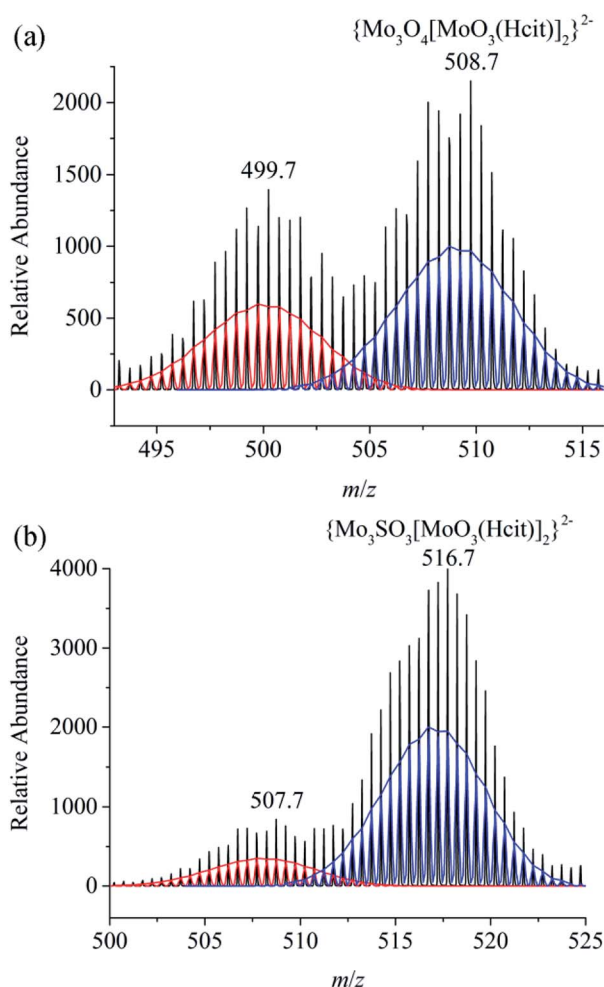 (a)
{Mo₃O₄[MoO₃(Hcit)]₂}²⁻
508.7
499.7
Relative Abundance
2000
1500
1000
500
0
495 500 505 510 515
m/z
(b)
{Mo₃SO₃[MoO₃(Hcit)]₂}²⁻
516.7
507.7
Relative Abundance
4000
3000
2000
1000
0
500 505 510 515 520 525
m/z